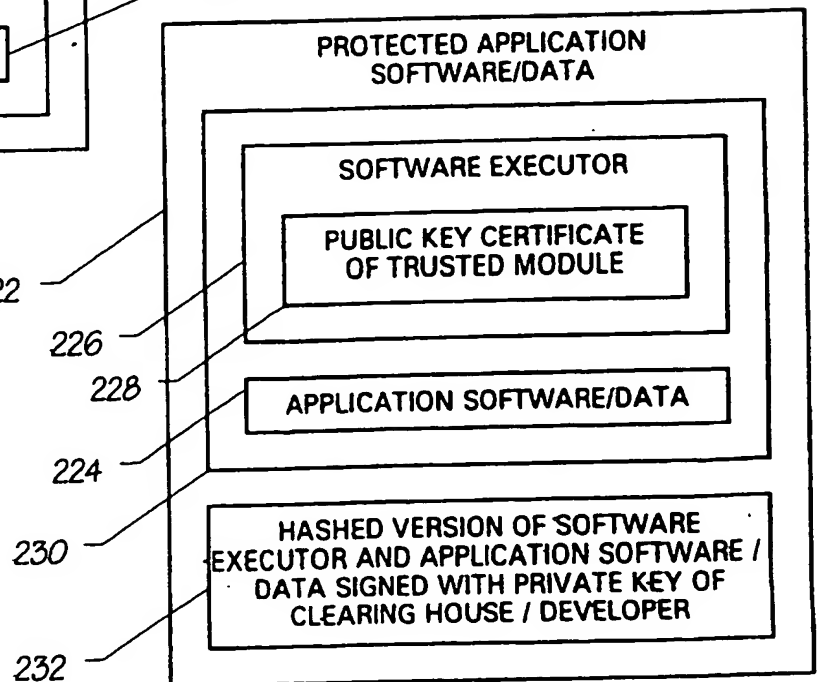 PROTECTED APPLICATION
SOFTWARE/DATA
SOFTWARE EXECUTOR
PUBLIC KEY CERTIFICATE
OF TRUSTED MODULE
22
226
228
APPLICATION SOFTWARE/DATA
224
230
HASHED VERSION OF SOFTWARE
EXECUTOR AND APPLICATION SOFTWARE /
DATA SIGNED WITH PRIVATE KEY OF
CLEARING HOUSE / DEVELOPER
232